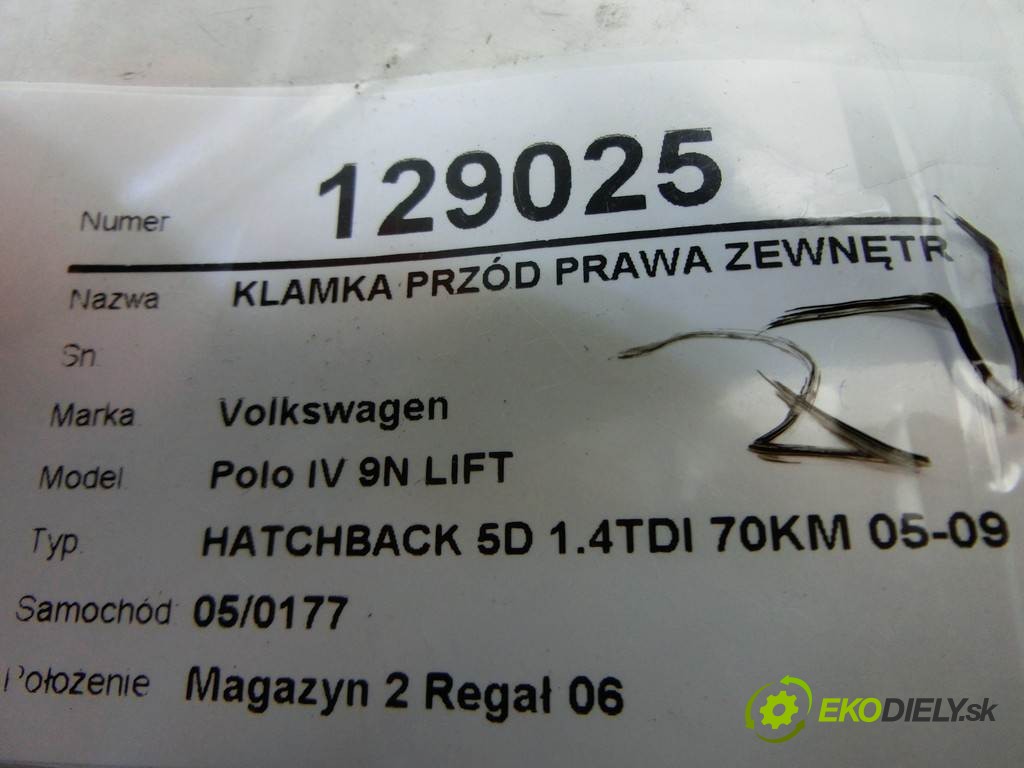 Numer 129025
Nazwa KLAMKA PRZÓD PRAWA ZEWNĘTR
Sn.
Marka Volkswagen
Model Polo IV 9N LIFT
Typ HATCHBACK 5D 1.4TDI 70KM 05-09
Samochód 05/0177
Położenie Magazyn 2 Regał 06
EKODIELY.sk